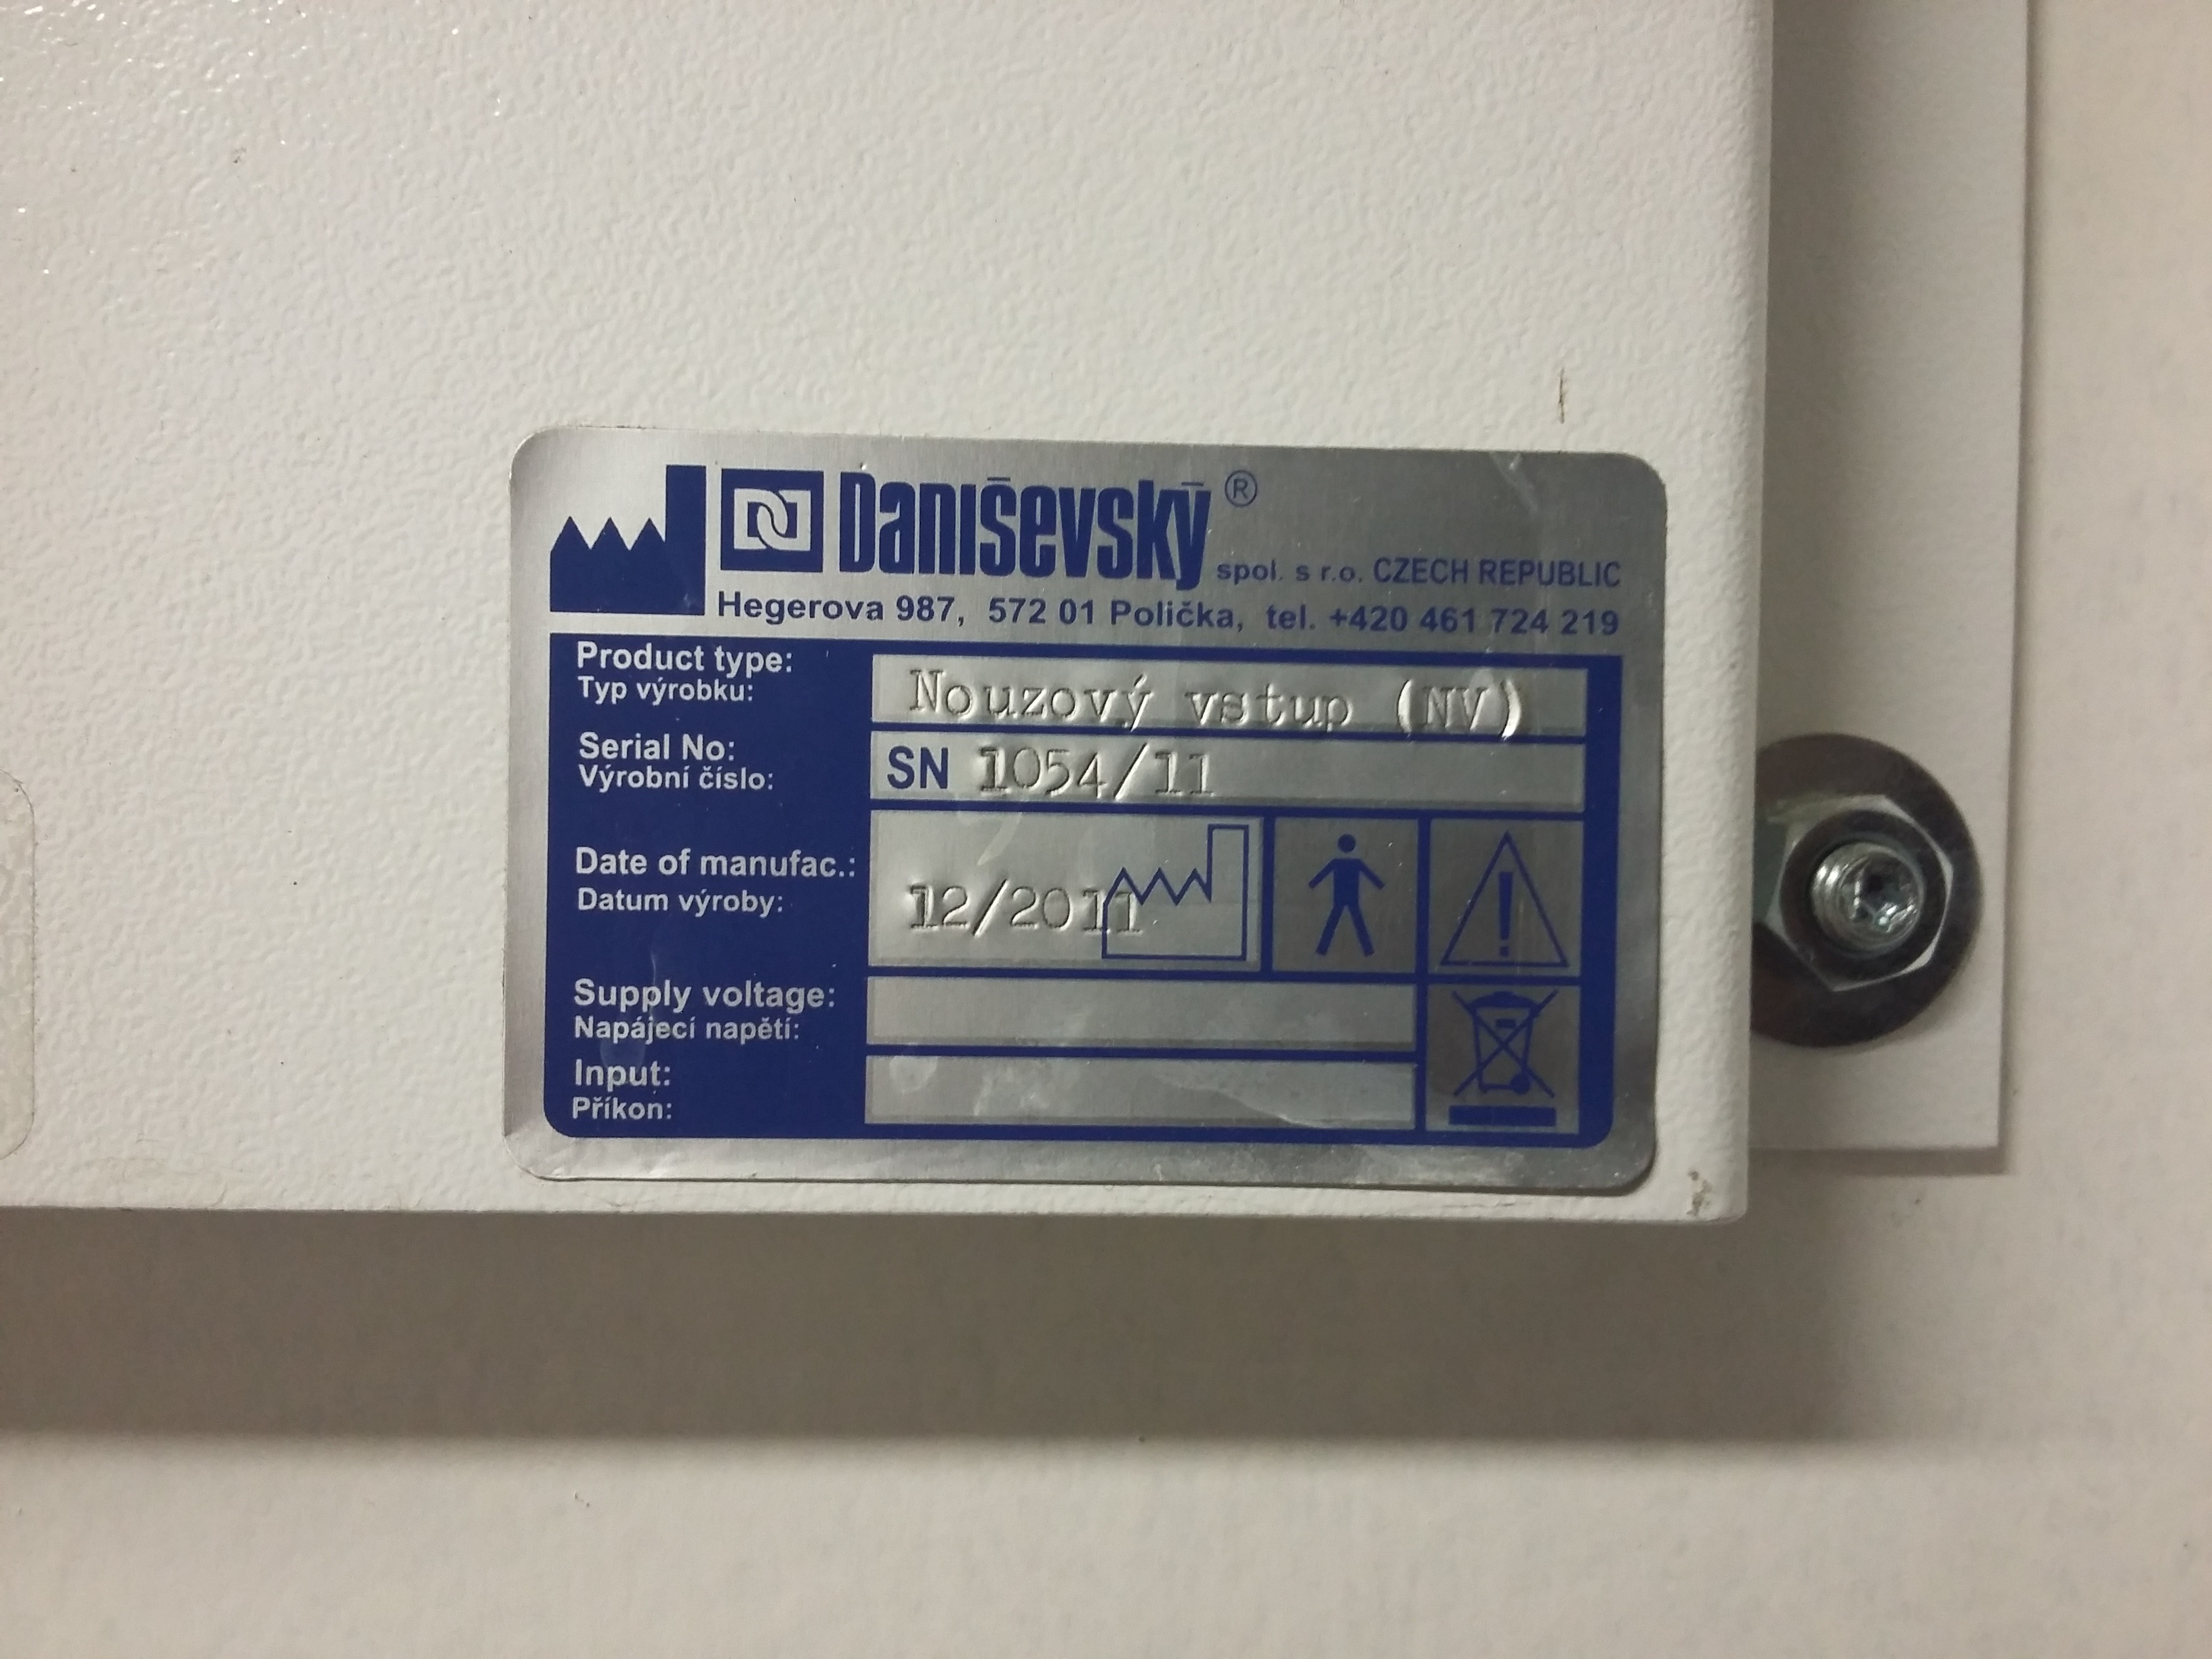 Daniševský ® spol. s r.o. CZECH REPUBLIC
Hegerova 987, 572 01 Polička, tel. +420 461 724 219
Product type:
Typ výrobku:
Nouzový vstup (NV)
Serial No:
Výrobní číslo:
SN 1054/11
Date of manufac.:
Datum výroby:
12/2011
Supply voltage:
Napájecí napětí:
Input:
Příkon: